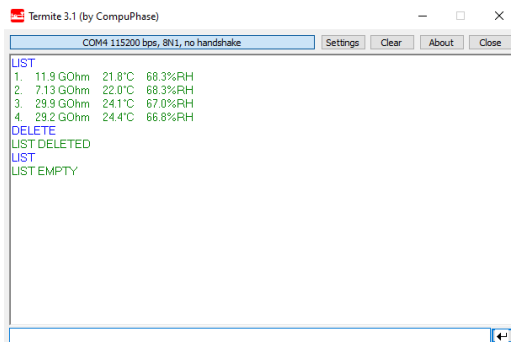 Termite 3.1 (by CompuPhase)
COM4 115200 bps, 8N1, no handshake Settings Clear About Close
LIST
1. 11.9 GOhm 21.8°C 68.3%RH
2. 7.13 GOhm 22.0°C 68.3%RH
3. 29.9 GOhm 24.1°C 67.0%RH
4. 29.2 GOhm 24.4°C 66.8%RH
DELETE
LIST DELETED
LIST
LIST EMPTY